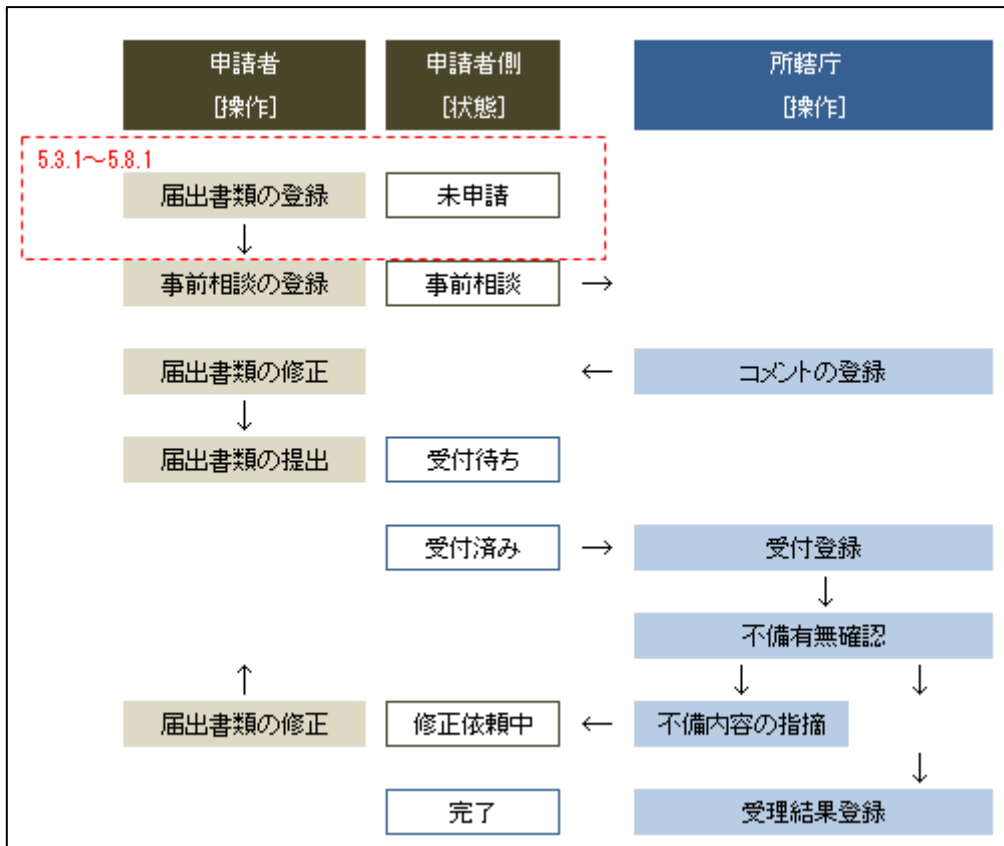 申請者
[操作]
申請者側
[状態]
所轄庁
[操作]
5.3.1～5.8.1
届出書類の登録
未申請
↓
事前相談の登録
事前相談
→
届出書類の修正
←
コメントの登録
↓
届出書類の提出
受付待ち
受付済み
→
受付登録
↓
不備有無確認
↑
↓
↓
届出書類の修正
修正依頼中
←
不備内容の指摘
↓
完了
受理結果登録